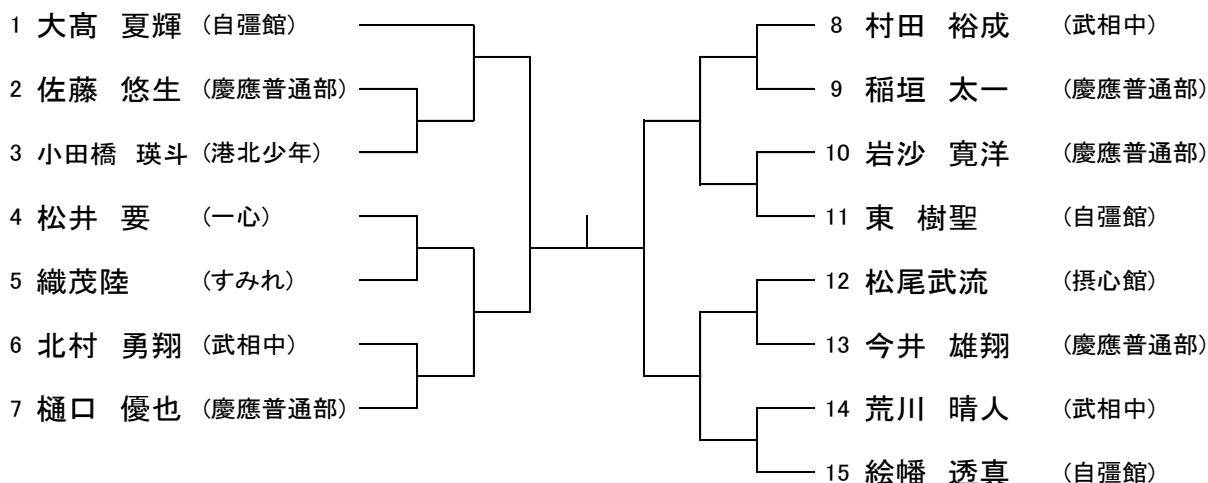 1 大髙 夏輝 (自彊館)
2 佐藤 悠生 (慶應普通部)
3 小田橋 瑛斗 (港北少年)
4 松井 要 (一心)
5 織茂陸 (すみれ)
6 北村 勇翔 (武相中)
7 樋口 優也 (慶應普通部)
8 村田 裕成 (武相中)
9 稲垣 太一 (慶應普通部)
10 岩沙 寛洋 (慶應普通部)
11 東 樹聖 (自彊館)
12 松尾武流 (摂心館)
13 今井 雄翔 (慶應普通部)
14 荒川 晴人 (武相中)
15 絵幡 透真 (自彊館)